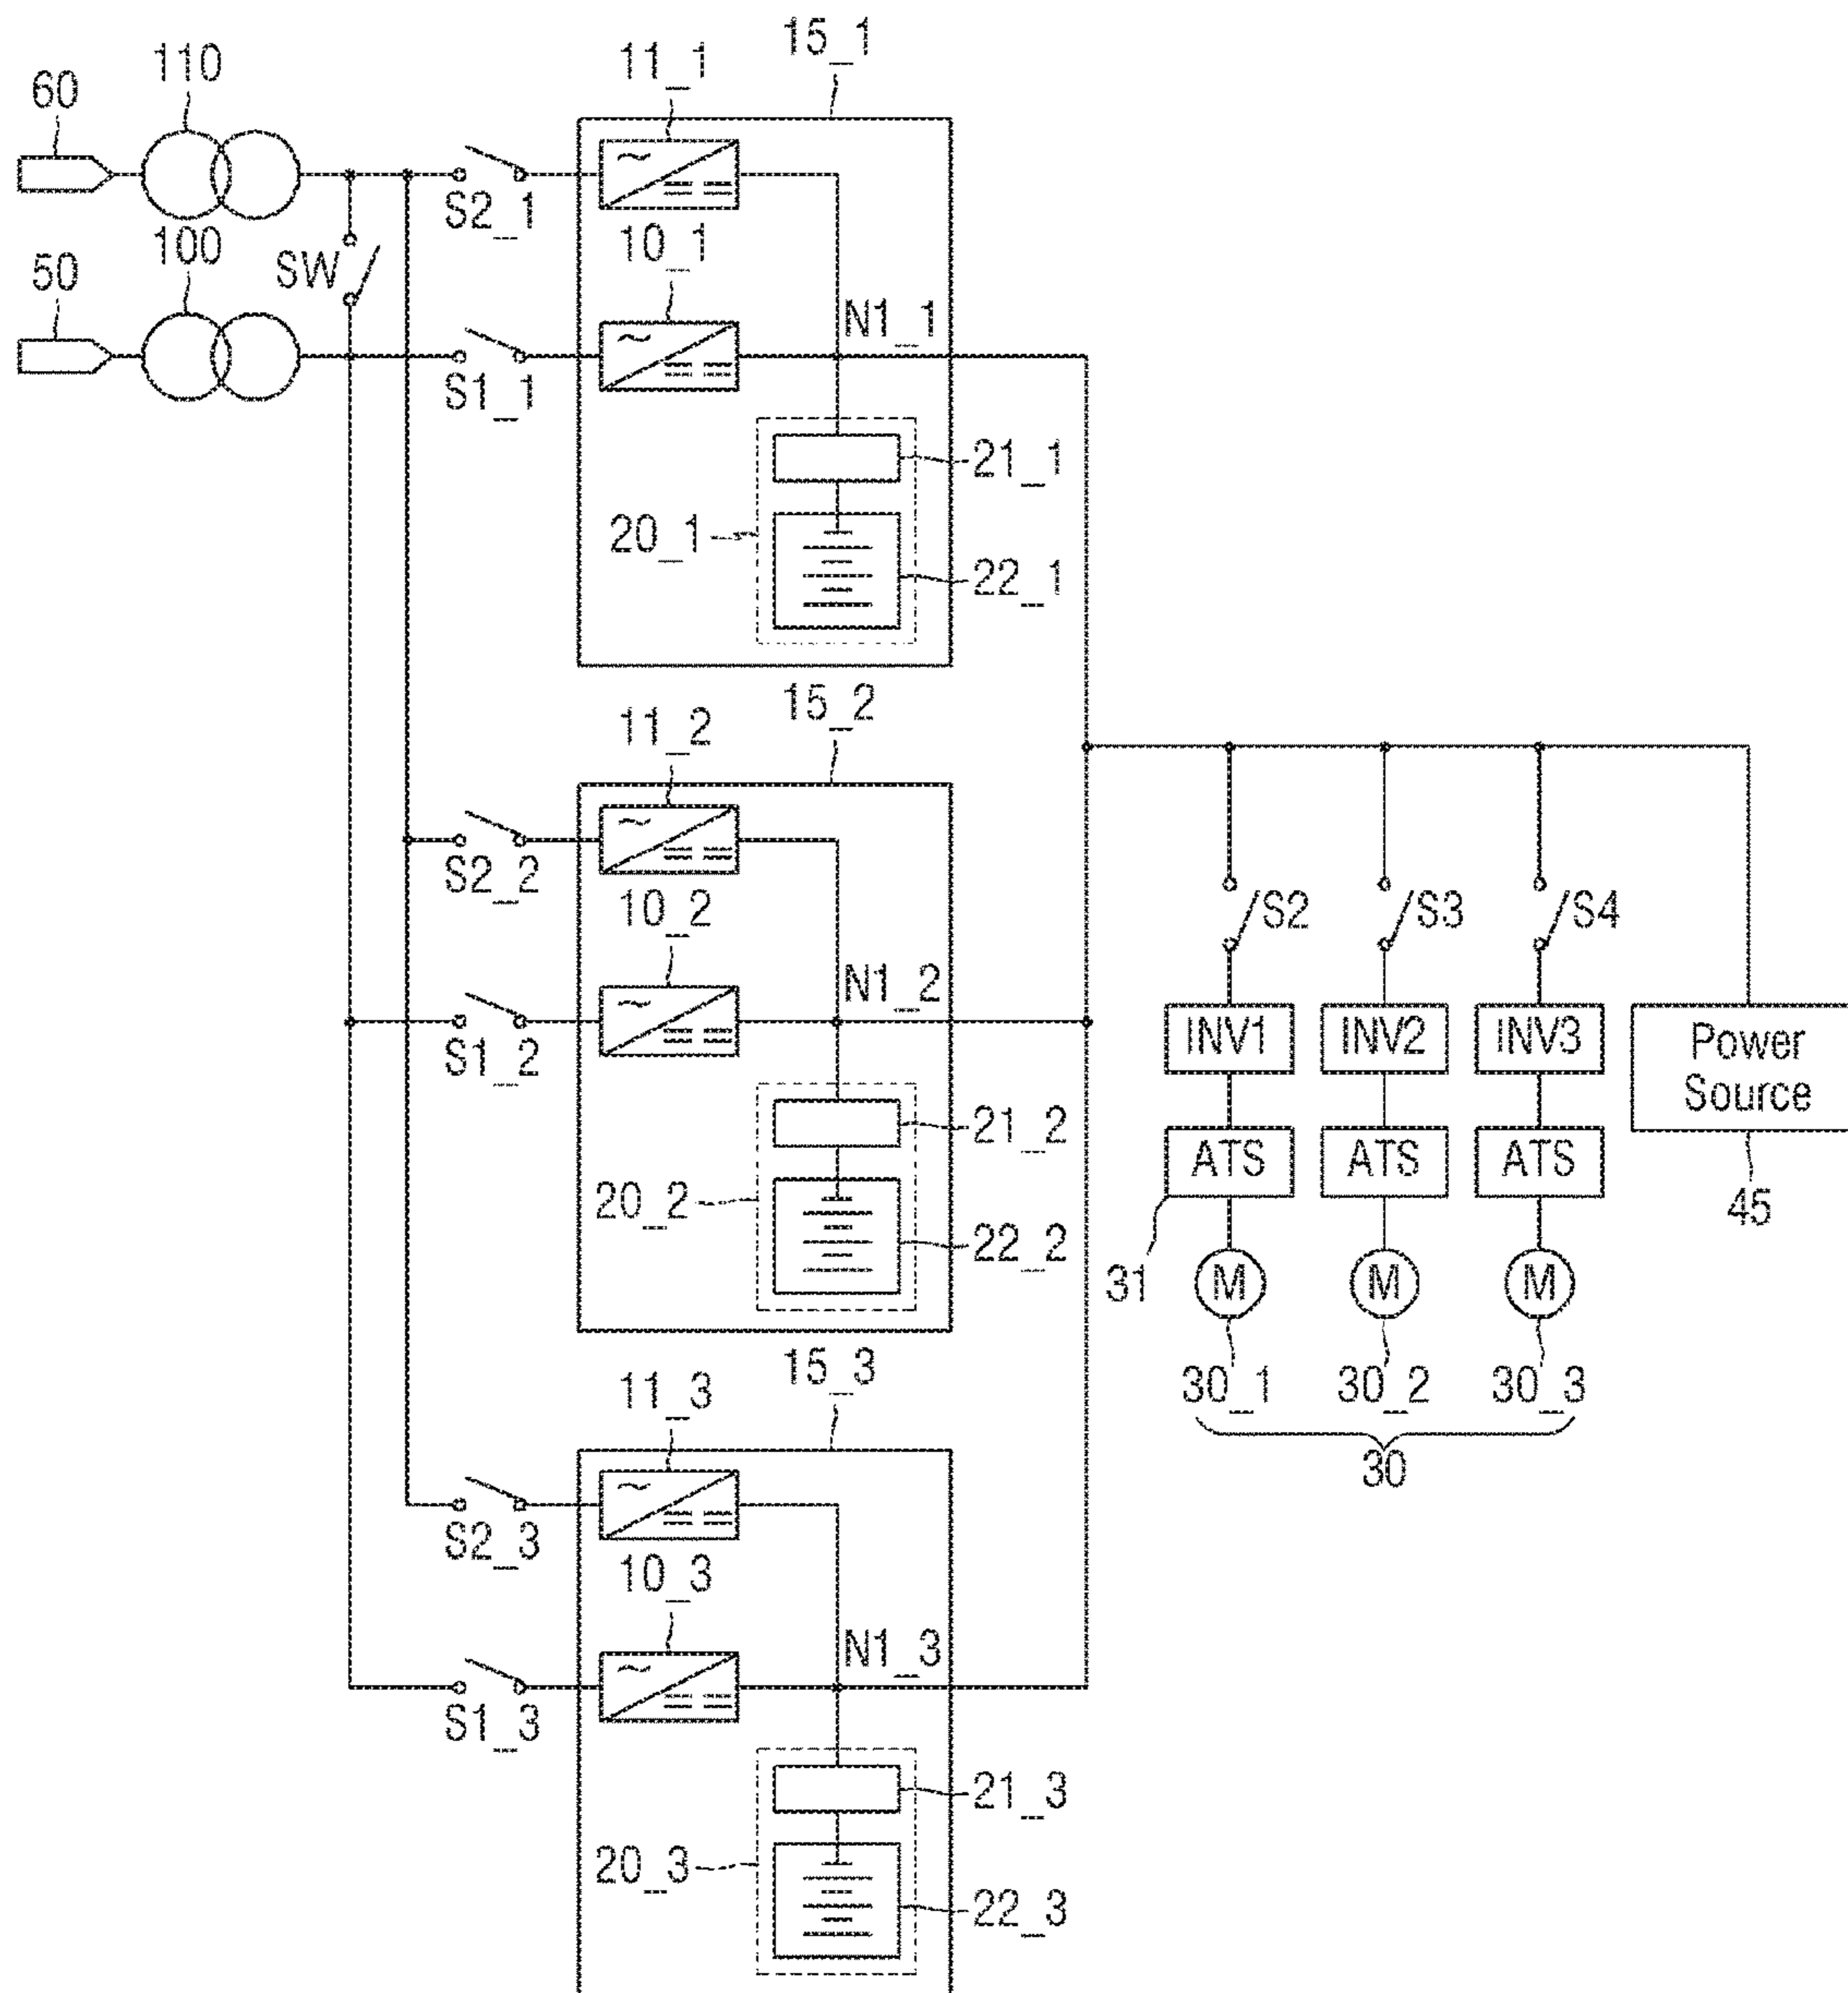 15_1
110
11_1
60
S2_1
100
10_1
SW
50
N1_1
S1_1
21_1
20_1
22_1
15_2
11_2
S2_2
10_2
S2
S3
S4
N1_2
INV1
INV2
INV3
Power
Source
S1_2
21_2
ATS
ATS
ATS
20_2
45
22_2
31
M
M
M
15_3
11_3
30_1
30_2
30_3
30
S2_3
10_3
N1_3
S1_3
21_3
20_3
22_3